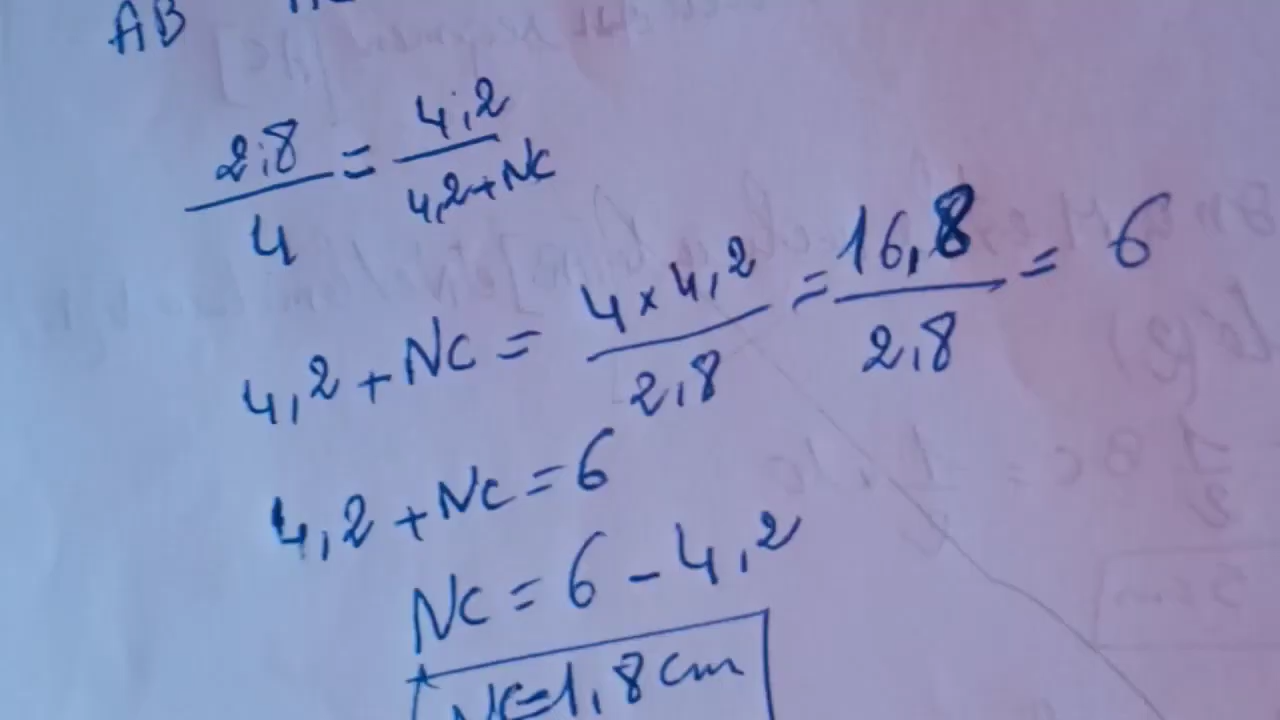 AB
2,8/4 = 4,2/4,2+NC
4,2 + NC = 4 × 4,2/2,8 = 16,8/2,8 = 6
4,2 + NC = 6
NC = 6 - 4,2
NC = 1,8 cm